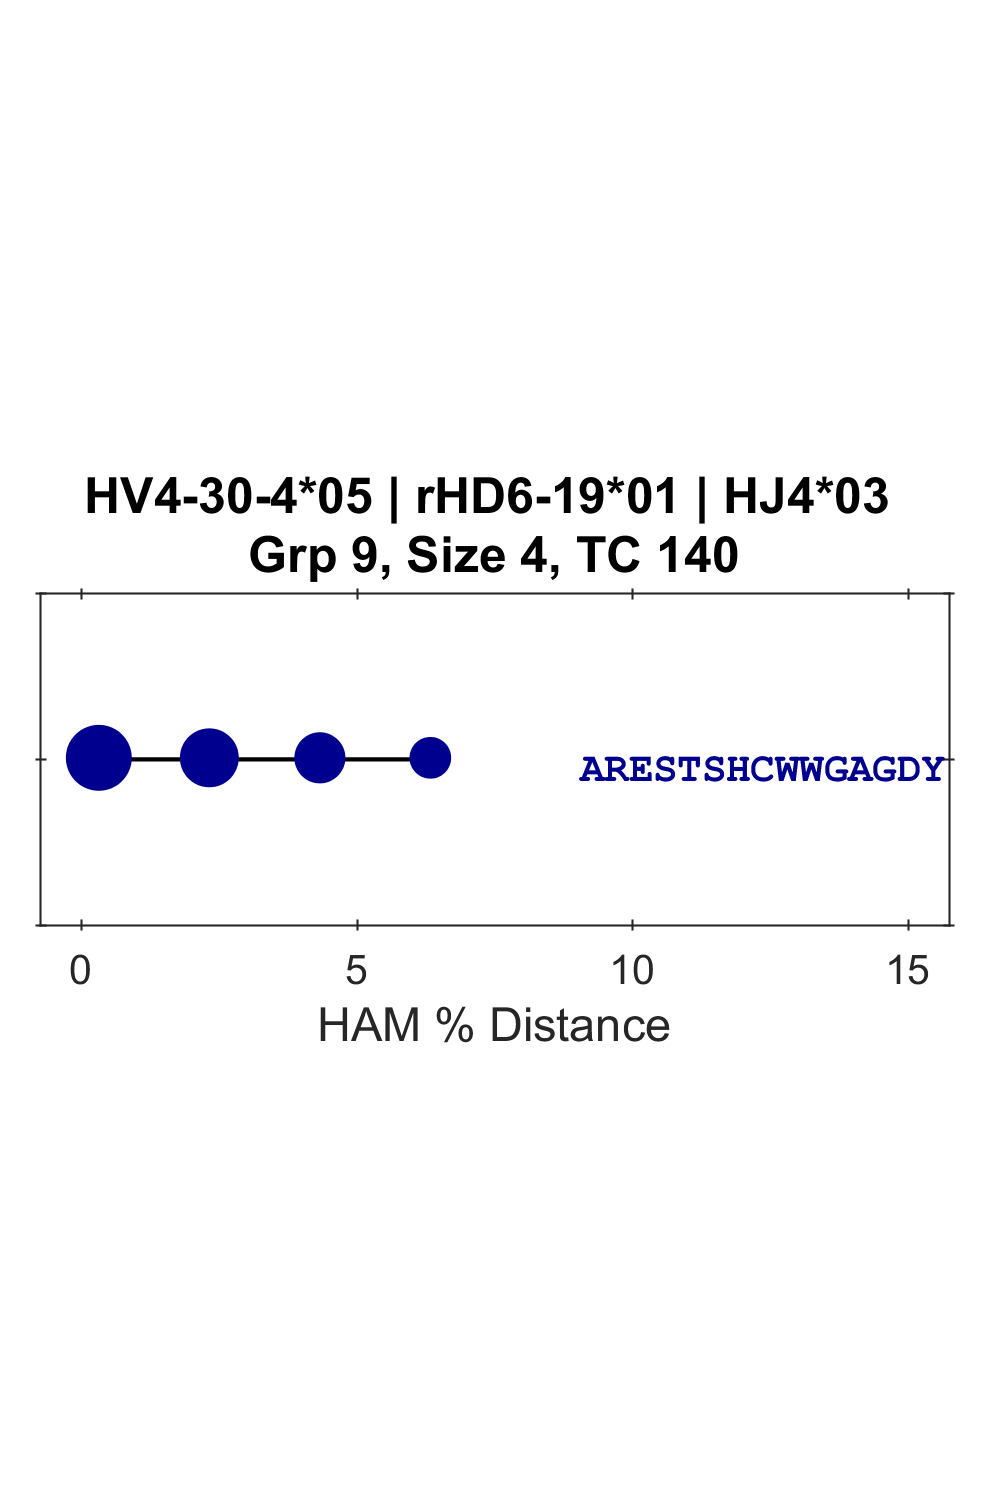 HV4-30-4*05 | rHD6-19*01 | HJ4*03
Grp 9, Size 4, TC 140
ARESTSHCWWGAGDY
0 5 10 15
HAM % Distance